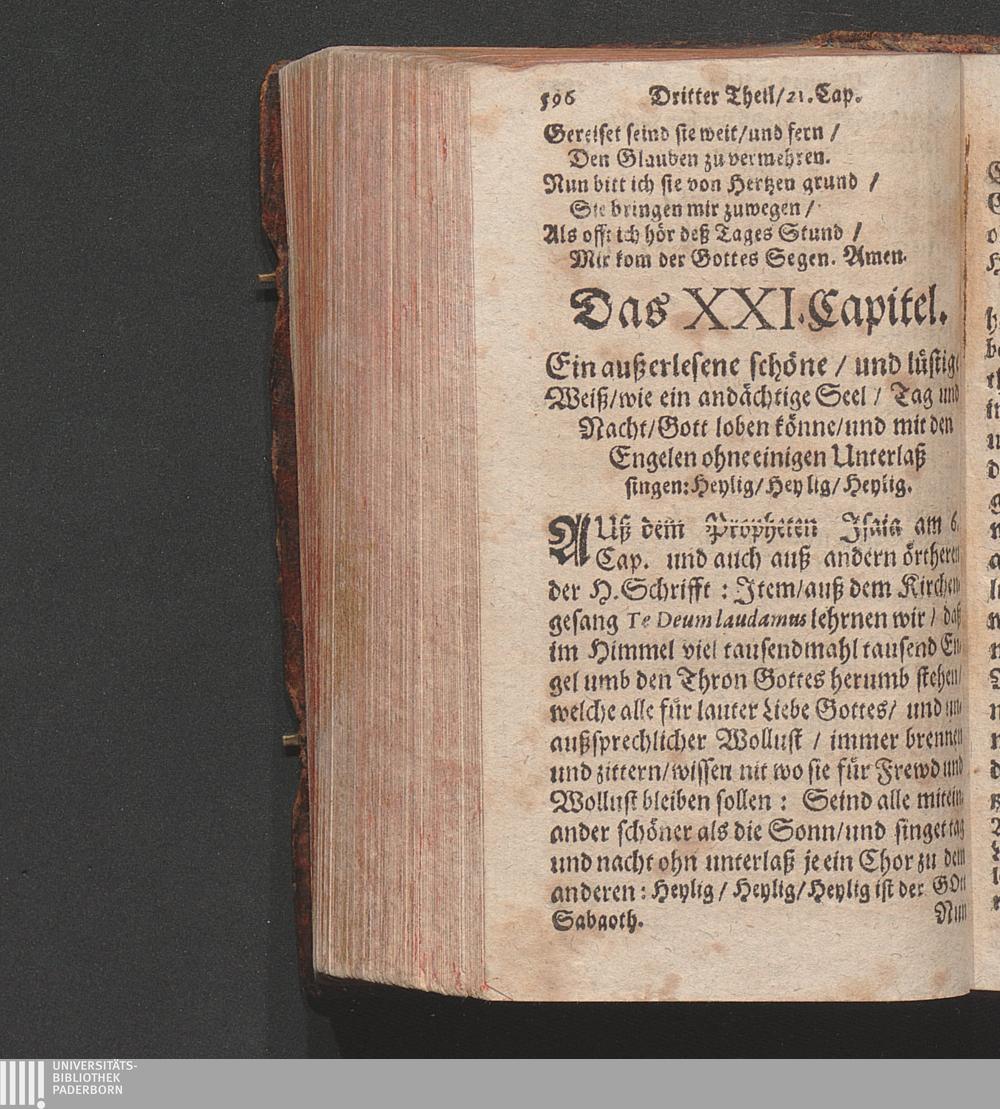 596 Dritter Theil/21.Cap.
Gereiset seind sie weit/und fern /
Den Glauben zu vermehren.
Nun bitt ich sie von Hertzen grund /
Sie bringen mir zuwegen /
Als offt ich hör deß Tages Stund /
Mir kom der Gottes Segen. Amen.
Das XXI.Capitel.
Ein außerlesene schöne / und lüstige
Weiß/wie ein andächtige Seel / Tag und
Nacht/Gott loben könne/und mit den
Engelen ohne einigen Unterlaß
singen: Heylig/Heylig/Heylig.
AUß dem Propheten Isaia am 6.
Cap. und auch auß andern örtheren
der H. Schrifft : Item/auß dem Kirchen
gesang Te Deum laudamus lehrnen wir / daß
im Himmel viel tausendmahl tausend En
gel umb den Thron Gottes herumb stehen/
welche alle für lauter Liebe Gottes/ und un
außsprechlicher Wollust / immer brennen
und zittern/wissen nit wo sie für Frewd und
Wollust bleiben sollen : Seind alle mitein
ander schöner als die Sonn/und singet tag
und nacht ohn unterlaß je ein Chor zu dem
anderen : Heylig / Heylig/Heylig ist der GOtt
Sabaoth.
Nun
UNIVERSITÄTS-
BIBLIOTHEK
PADERBORN